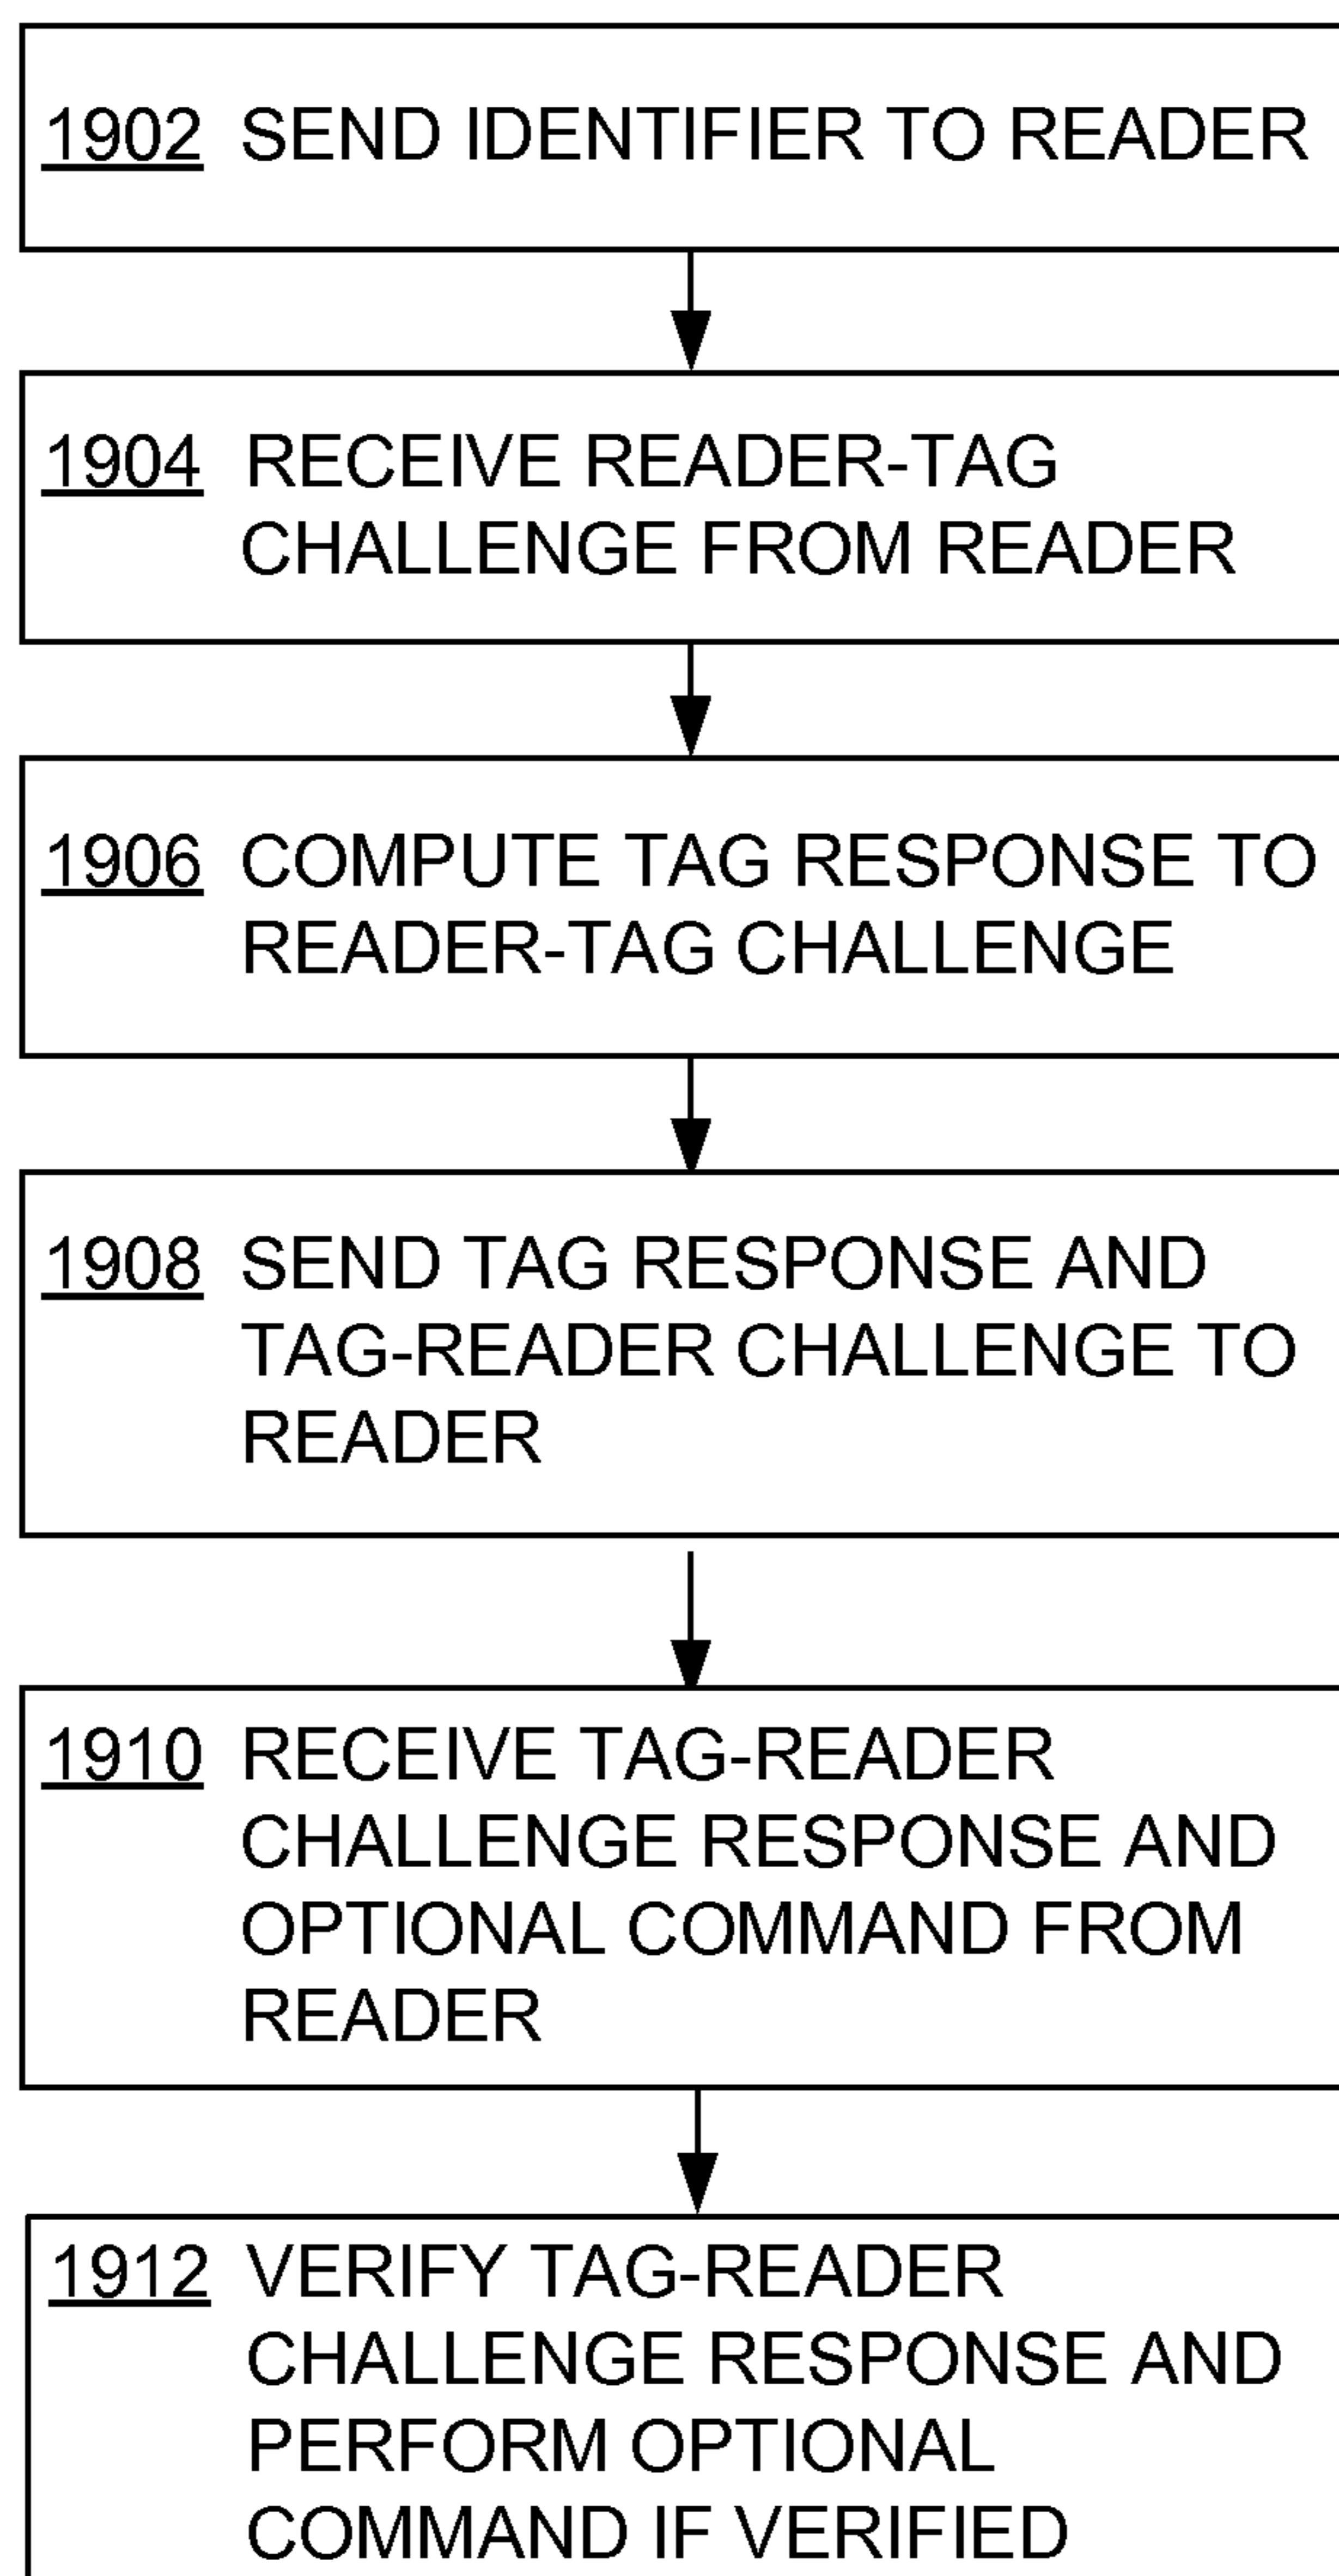 1902 SEND IDENTIFIER TO READER
1904 RECEIVE READER-TAG
CHALLENGE FROM READER
1906 COMPUTE TAG RESPONSE TO
READER-TAG CHALLENGE
1908 SEND TAG RESPONSE AND
TAG-READER CHALLENGE TO
READER
1910 RECEIVE TAG-READER
CHALLENGE RESPONSE AND
OPTIONAL COMMAND FROM
READER
1912 VERIFY TAG-READER
CHALLENGE RESPONSE AND
PERFORM OPTIONAL
COMMAND IF VERIFIED